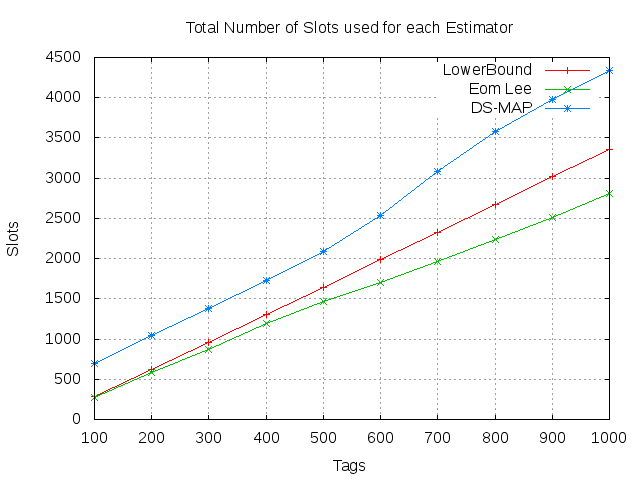 Total Number of Slots used for each Estimator
4500
4000
3500
3000
2500
2000
1500
1000
500
0
Slots
LowerBound
Eom Lee
DS-MAP
100 200 300 400 500 600 700 800 900 1000
Tags